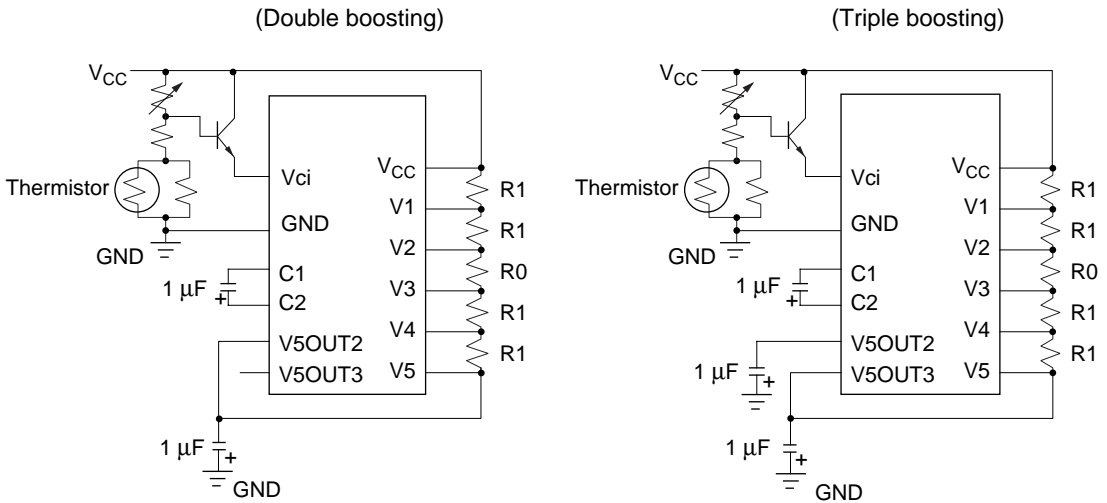 (Double boosting)
VCC
Thermistor
GND
Vci
GND
C1
C2
V5OUT2
V5OUT3
VCC
V1
V2
V3
V4
V5
R1
R1
R0
R1
R1
1 μF
+
1 μF
+
GND
(Triple boosting)
VCC
Thermistor
GND
Vci
GND
C1
C2
V5OUT2
V5OUT3
VCC
V1
V2
V3
V4
V5
R1
R1
R0
R1
R1
1 μF
+
1 μF
+
1 μF
+
GND